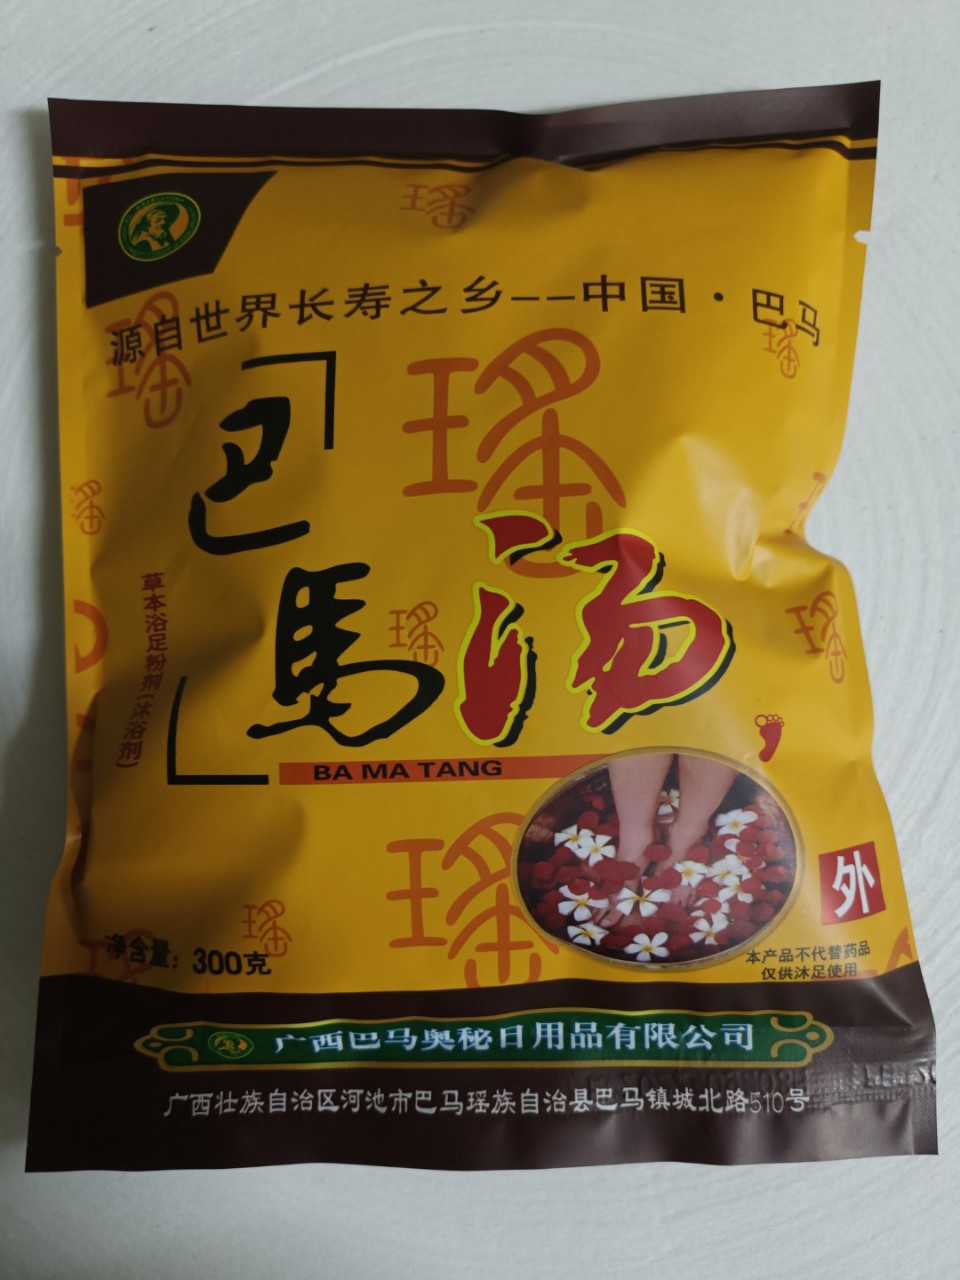 源自世界长寿之乡--中国·巴马
瑶
「巴馬」汤
草本浴足粉剂(沐浴剂)
BA MA TANG
外
净含量: 300克
本产品不代替药品
仅供沐足使用
广西巴马奥秘日用品有限公司
广西壮族自治区河池市巴马瑶族自治县巴马镇城北路510号